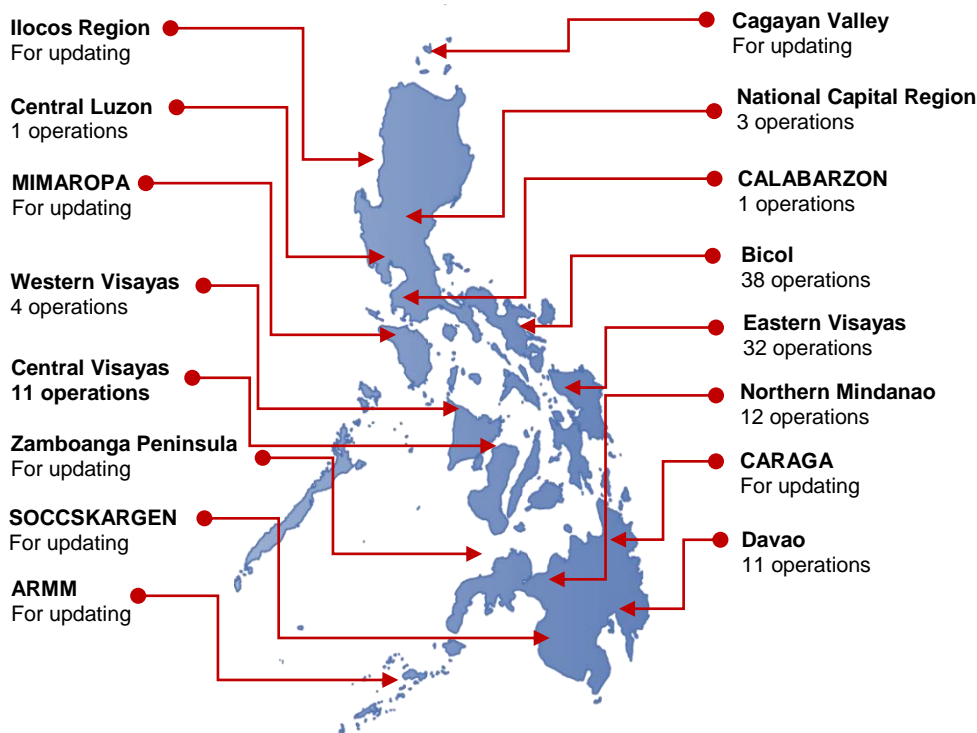 Ilocos Region
For updating
Central Luzon
1 operations
MIMAROPA
For updating
Western Visayas
4 operations
Central Visayas
11 operations
Zamboanga Peninsula
For updating
SOCCSKARGEN
For updating
ARMM
For updating
Cagayan Valley
For updating
National Capital Region
3 operations
CALABARZON
1 operations
Bicol
38 operations
Eastern Visayas
32 operations
Northern Mindanao
12 operations
CARAGA
For updating
Davao
11 operations